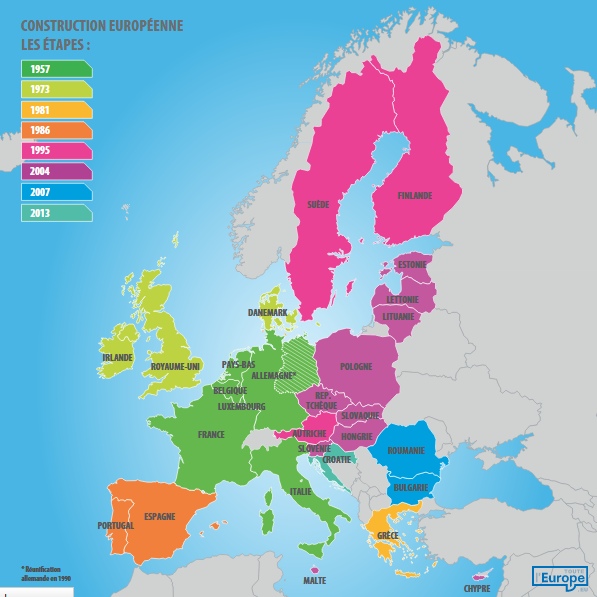 CONSTRUCTION EUROPÉENNE
LES ÉTAPES :
1957
1973
1981
1986
1995
2004
2007
2013
SUÈDE
FINLANDE
ESTONIE
LETTONIE
LITUANIE
DANEMARK
IRLANDE
ROYAUME-UNI
PAYS-BAS
ALLEMAGNE*
POLOGNE
BELGIQUE
LUXEMBOURG
RÉP.
TCHÈQUE
SLOVAQUIE
FRANCE
AUTRICHE
HONGRIE
SLOVÉNIE
CROATIE
ROUMANIE
BULGARIE
ITALIE
PORTUGAL
ESPAGNE
GRÈCE
MALTE
CHYPRE
* Réunification
allemande en 1990
TOUTE
l'Europe
.EU